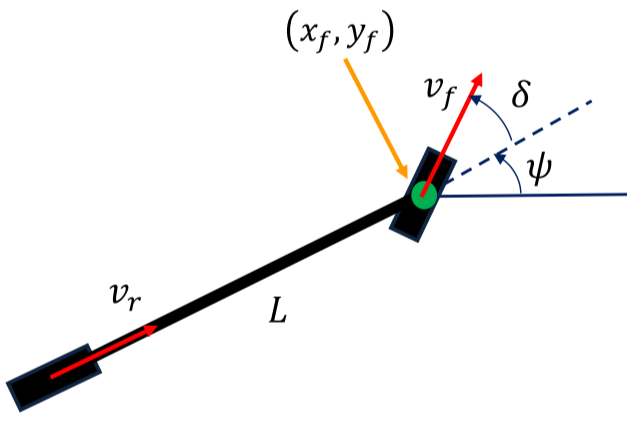 (x_f, y_f)
v_f
δ
ψ
v_r
L